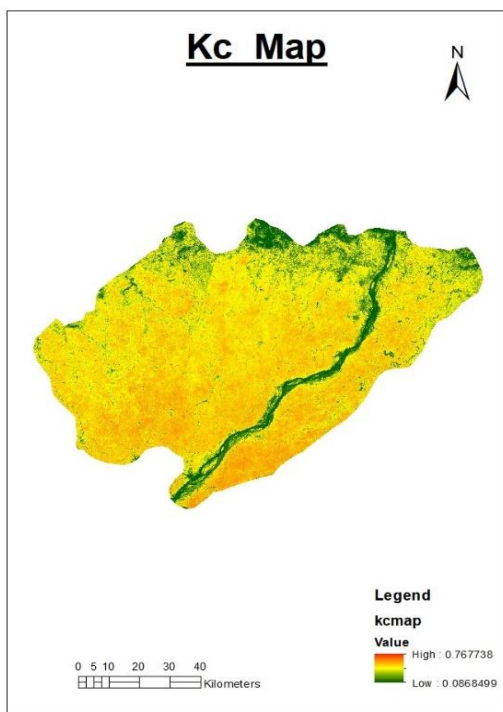 Kc Map
N
Legend
kcmap
Value
High : 0.767738
Low : 0.0868499
0 5 10 20 30 40
Kilometers